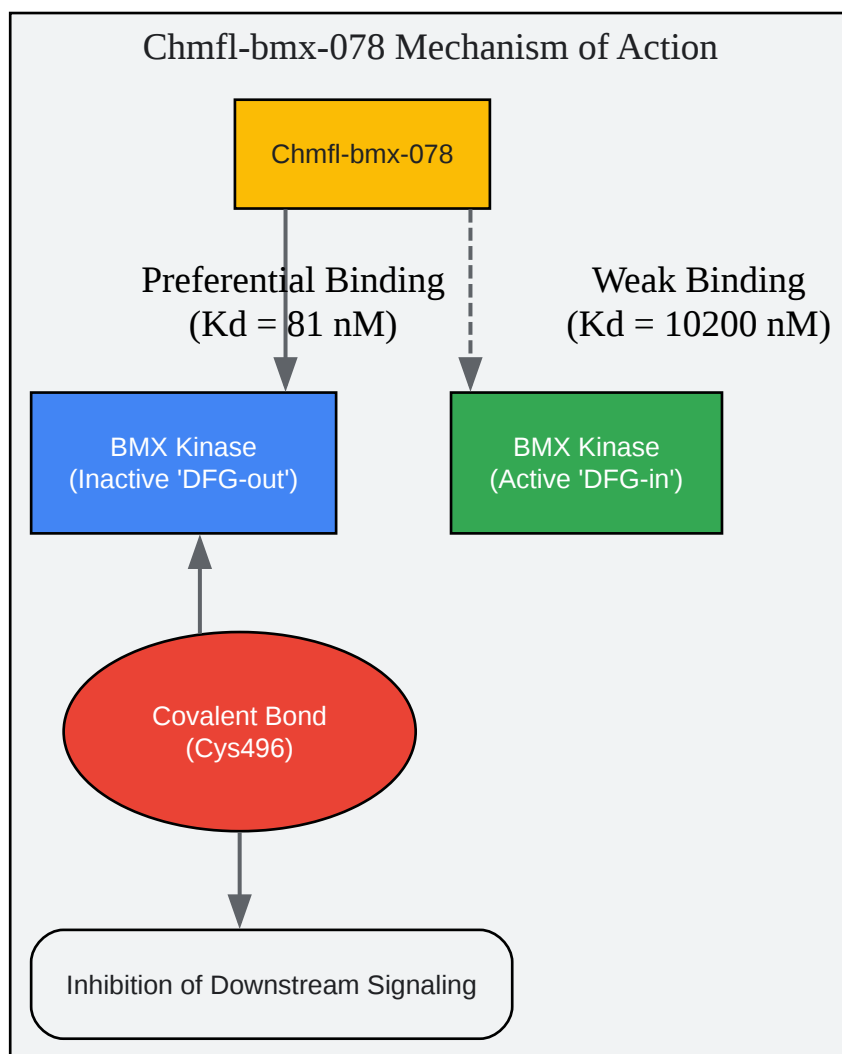 Chmfl-bmx-078 Mechanism of Action
Chmfl-bmx-078
Preferential Binding
(Kd = 81 nM)
Weak Binding
(Kd = 10200 nM)
BMX Kinase
(Inactive 'DFG-out')
BMX Kinase
(Active 'DFG-in')
Covalent Bond
(Cys496)
Inhibition of Downstream Signaling